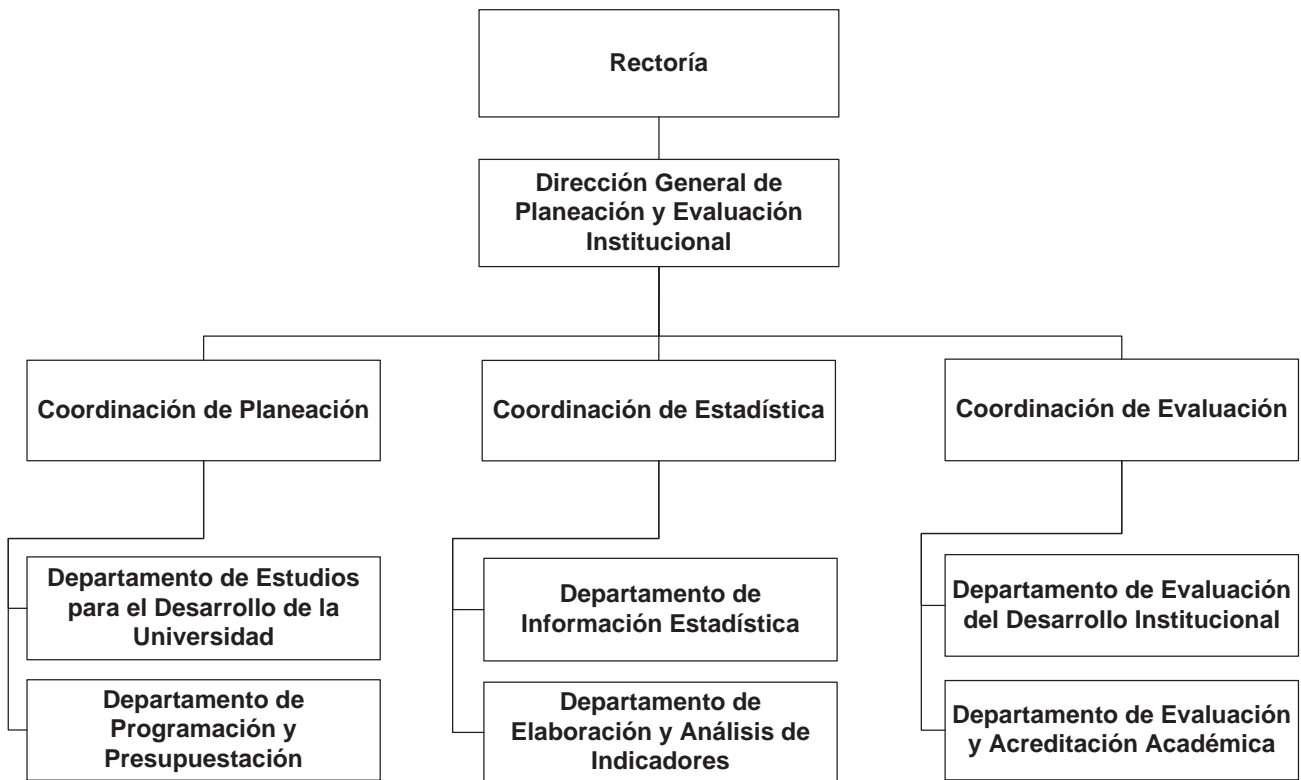 Rectoría
Dirección General de
Planeación y Evaluación
Institucional
Coordinación de Planeación
Coordinación de Estadística
Coordinación de Evaluación
Departamento de Estudios
para el Desarrollo de la
Universidad
Departamento de
Programación y
Presupuestación
Departamento de
Información Estadística
Departamento de
Elaboración y Análisis de
Indicadores
Departamento de Evaluación
del Desarrollo Institucional
Departamento de Evaluación
y Acreditación Académica